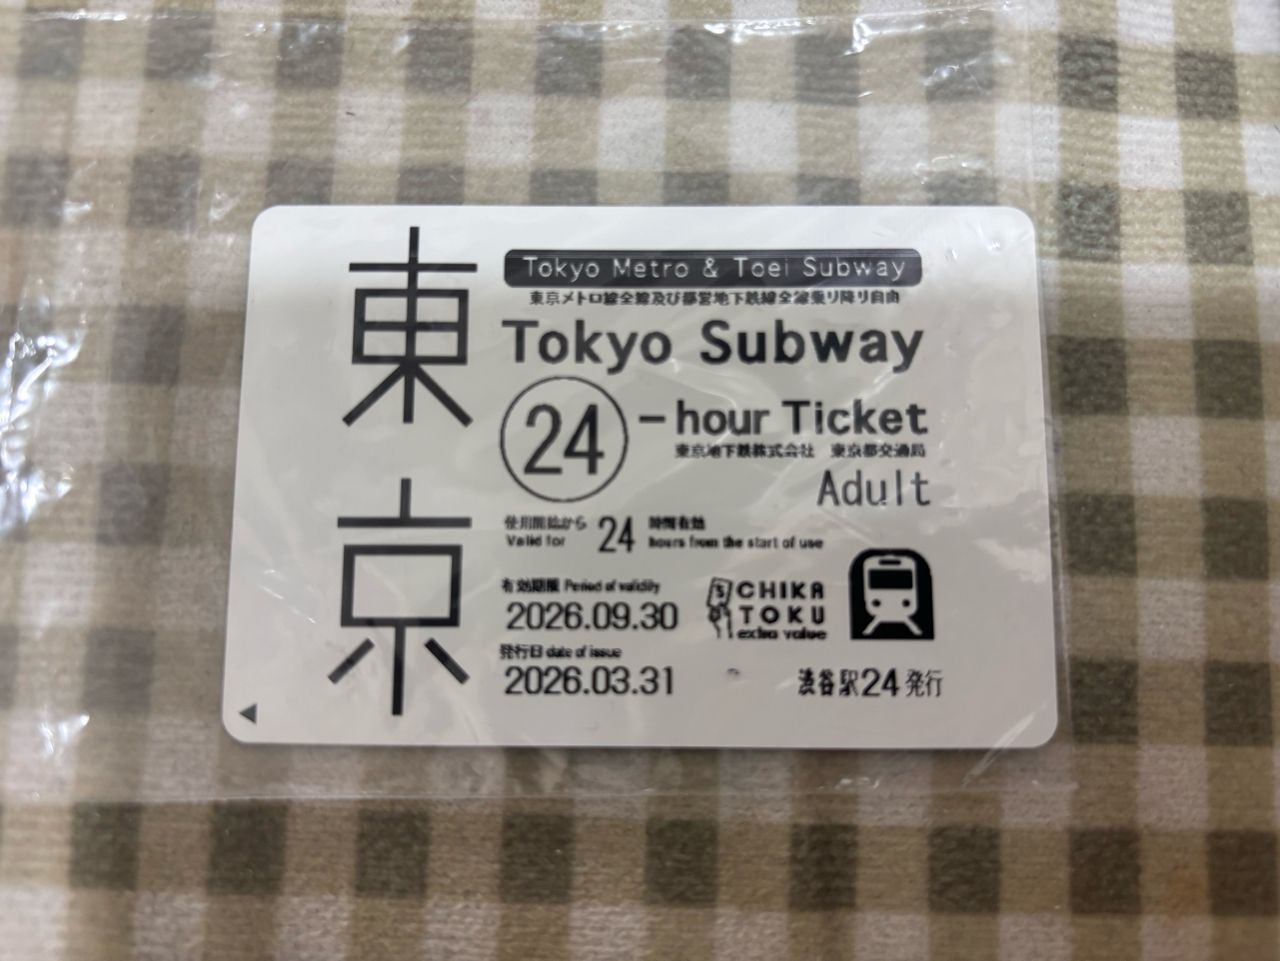 東京
Tokyo Metro & Toei Subway
東京メトロ線全線及び都営地下鉄線全線乗り降り自由
Tokyo Subway
24-hour Ticket
東京地下鉄株式会社 東京都交通局
Adult
使用開始から 24 時間有効
Valid for hours from the start of use
有効期限 Period of validity
2026.09.30
CHIKA
TOKU
extra value
発行日 date of issue
2026.03.31
渋谷駅24発行